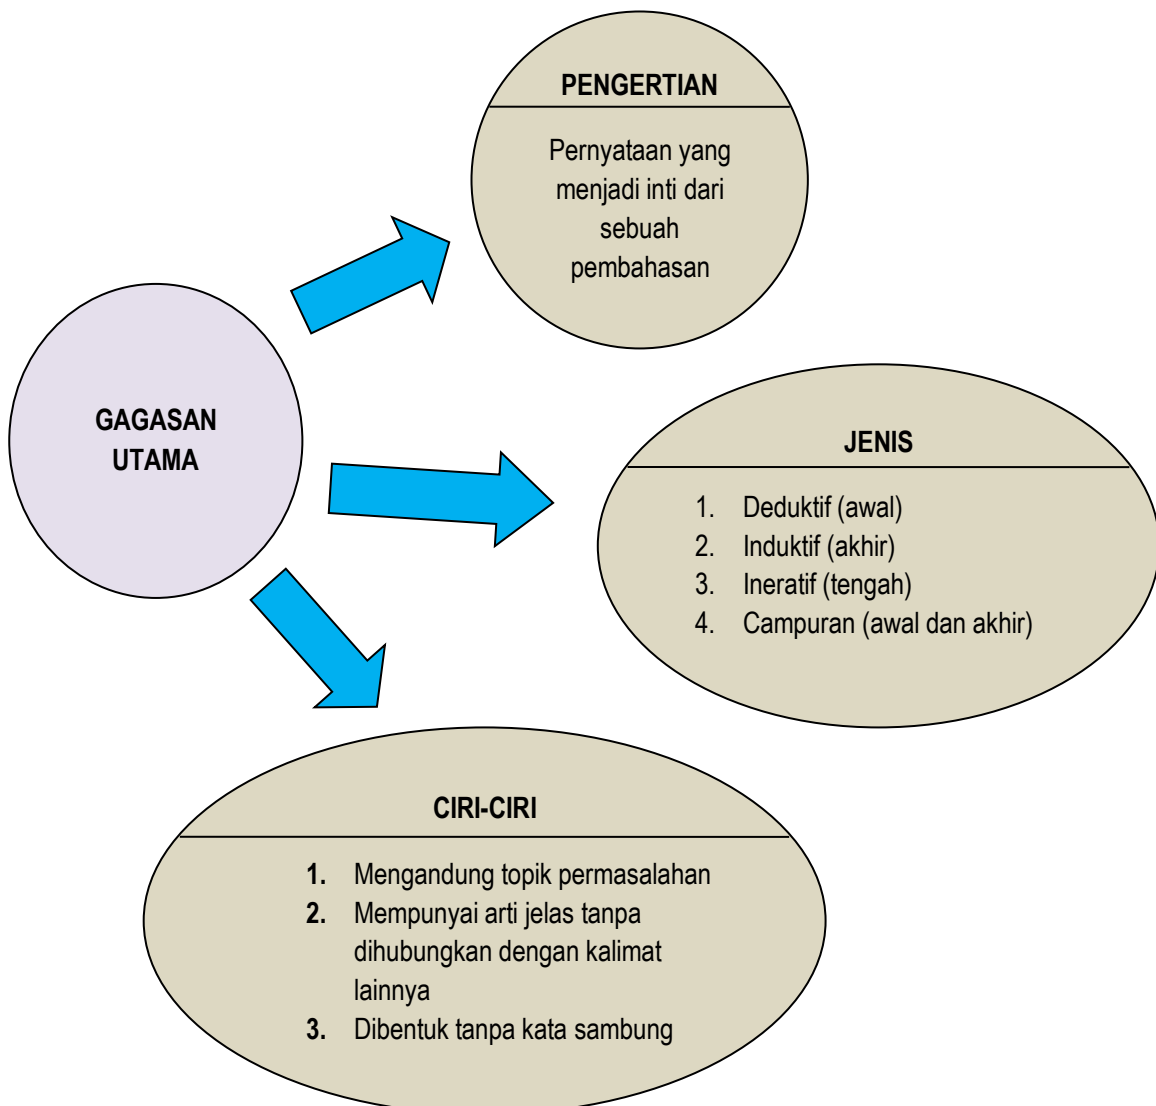 PENGERTIAN
Pernyataan yang
menjadi inti dari
sebuah
pembahasan
GAGASAN
UTAMA
JENIS
1. Deduktif (awal)
2. Induktif (akhir)
3. Ineratif (tengah)
4. Campuran (awal dan akhir)
CIRI-CIRI
1. Mengandung topik permasalahan
2. Mempunyai arti jelas tanpa
dihubungkan dengan kalimat
lainnya
3. Dibentuk tanpa kata sambung